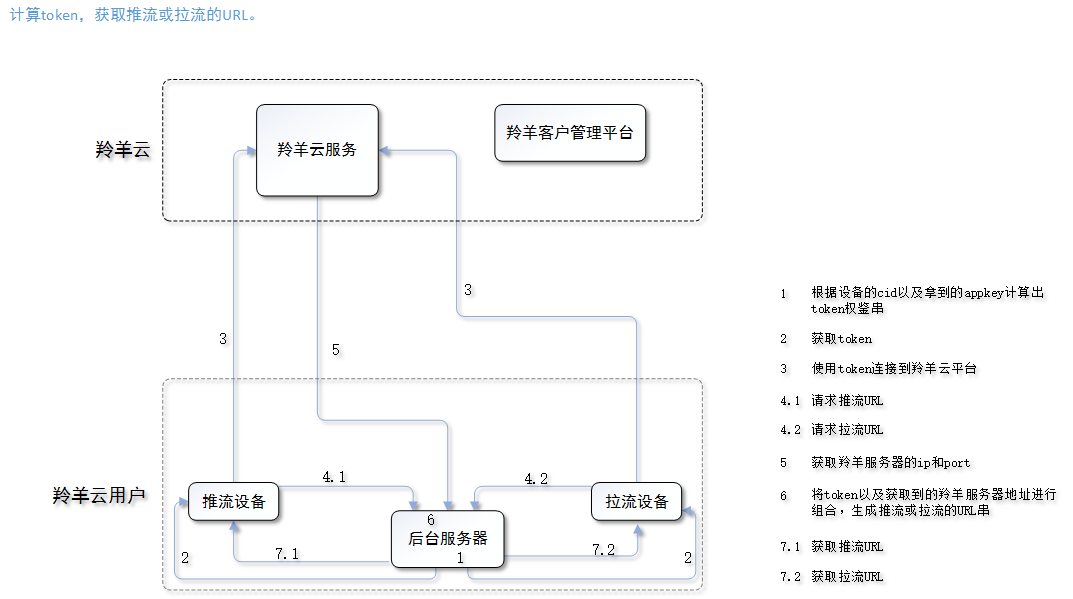 计算token，获取推流或拉流的URL。
羚羊云
羚羊云服务
羚羊客户管理平台
3
3
5
1 根据设备的cid以及拿到的appkey计算出
token权鉴串
2 获取token
3 使用token连接到羚羊云平台
4.1 请求推流URL
4.2 请求拉流URL
5 获取羚羊服务器的ip和port
6 将token以及获取到的羚羊服务器地址进行
组合，生成推流或拉流的URL串
7.1 获取推流URL
7.2 获取拉流URL
羚羊云用户
推流设备
4.1
4.2
拉流设备
6
后台服务器
1
2
7.1
7.2
2